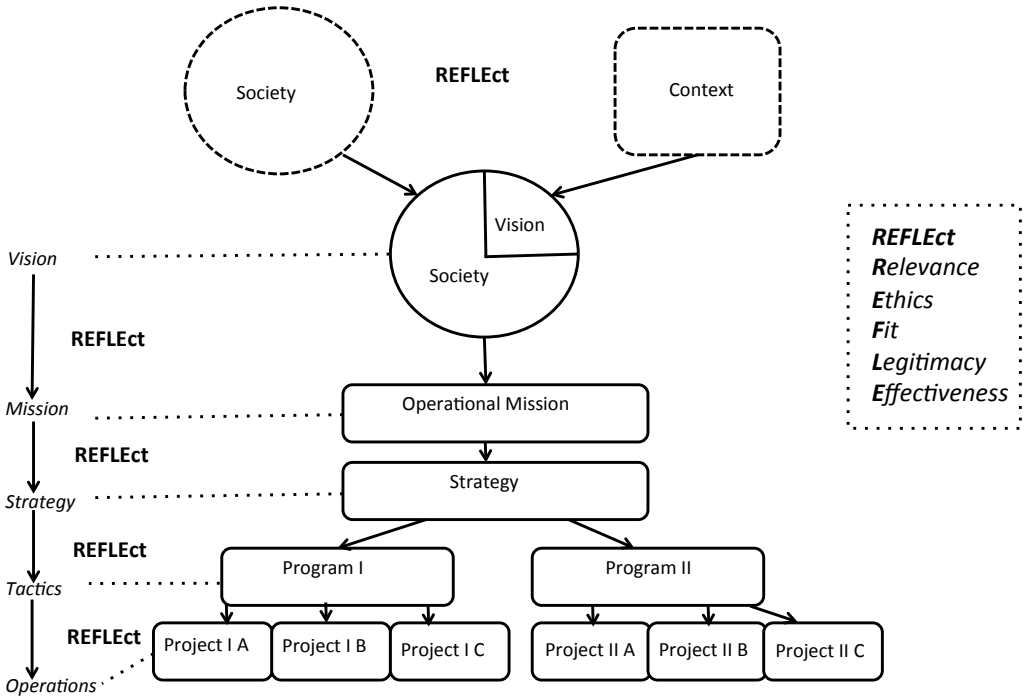 REFLEct
Society
Context
Vision
Society
Vision
REFLEct
Relevance
Ethics
Fit
Legitimacy
Effectiveness
REFLEct
Mission
Operational Mission
REFLEct
Strategy
Strategy
REFLEct
Tactics
Program I
Program II
REFLEct
Project I A
Project I B
Project I C
Project II A
Project II B
Project II C
Operations